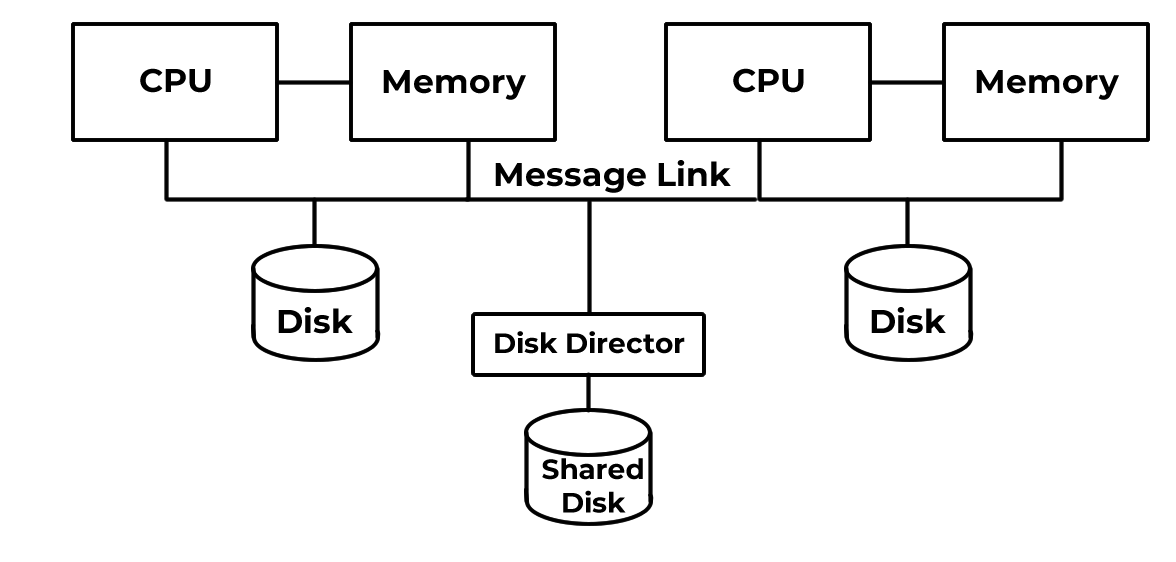 CPU
Memory
CPU
Memory
Message Link
Disk
Disk
Disk Director
Shared
Disk